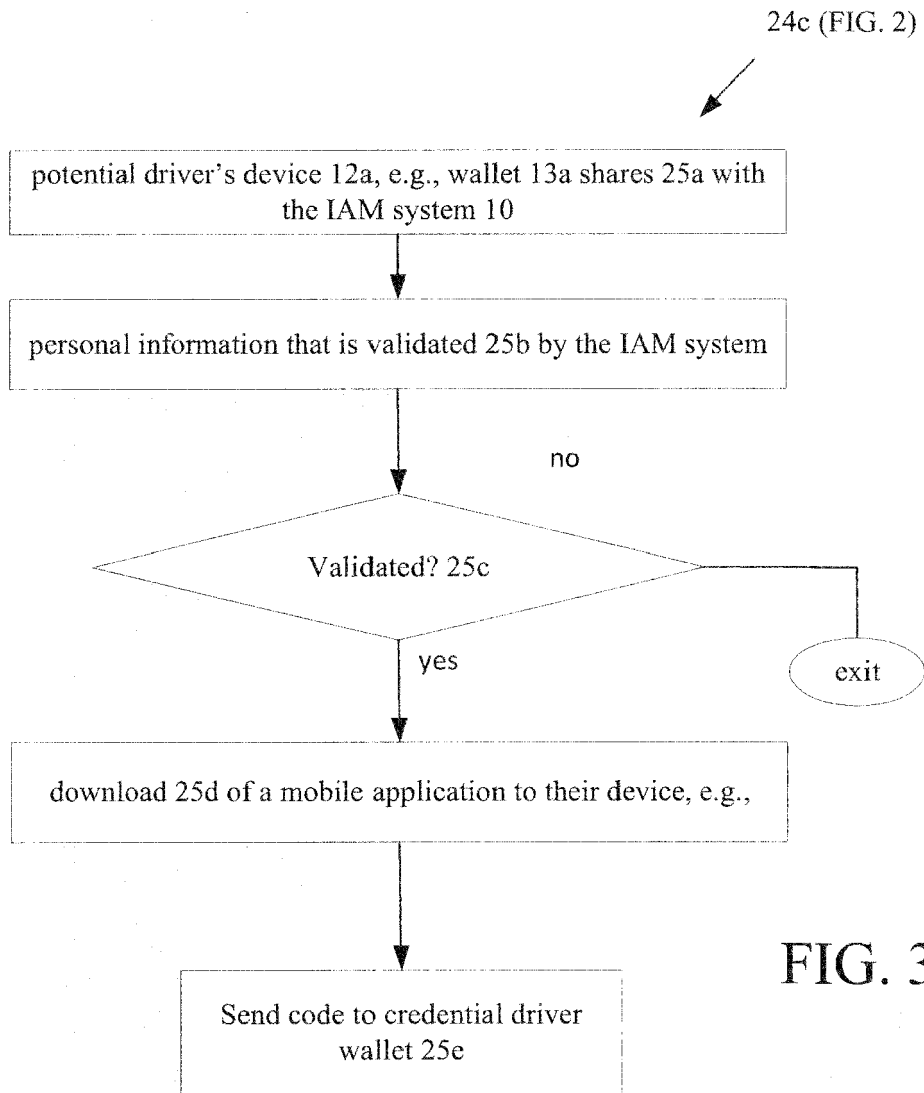 24c (FIG. 2)
potential driver's device 12a, e.g., wallet 13a shares 25a with
the IAM system 10
personal information that is validated 25b by the IAM system
no
Validated? 25c
yes
exit
download 25d of a mobile application to their device, e.g.,
FIG. 3
Send code to credential driver
wallet 25e